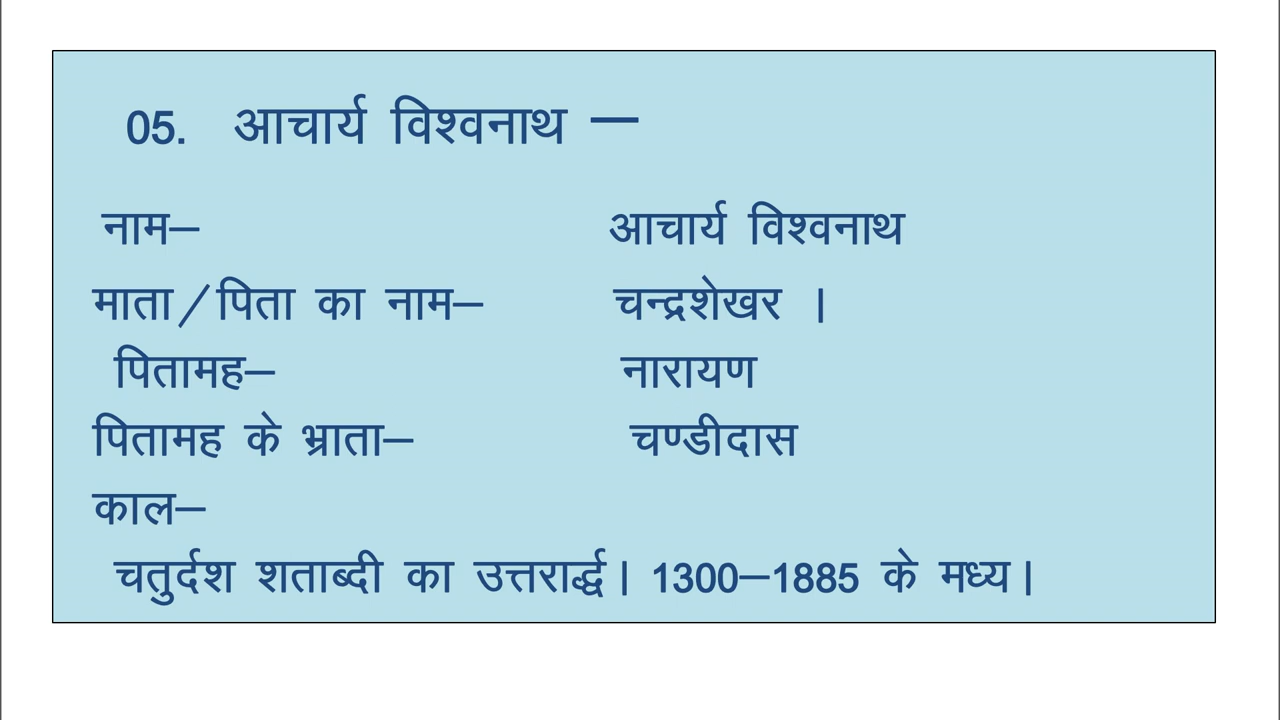 05. आचार्य विश्वनाथ —
नाम– आचार्य विश्वनाथ
माता/पिता का नाम– चन्द्रशेखर ।
पितामह– नारायण
पितामह के भ्राता– चण्डीदास
काल–
चतुर्दश शताब्दी का उत्तरार्द्ध। 1300–1885 के मध्य।